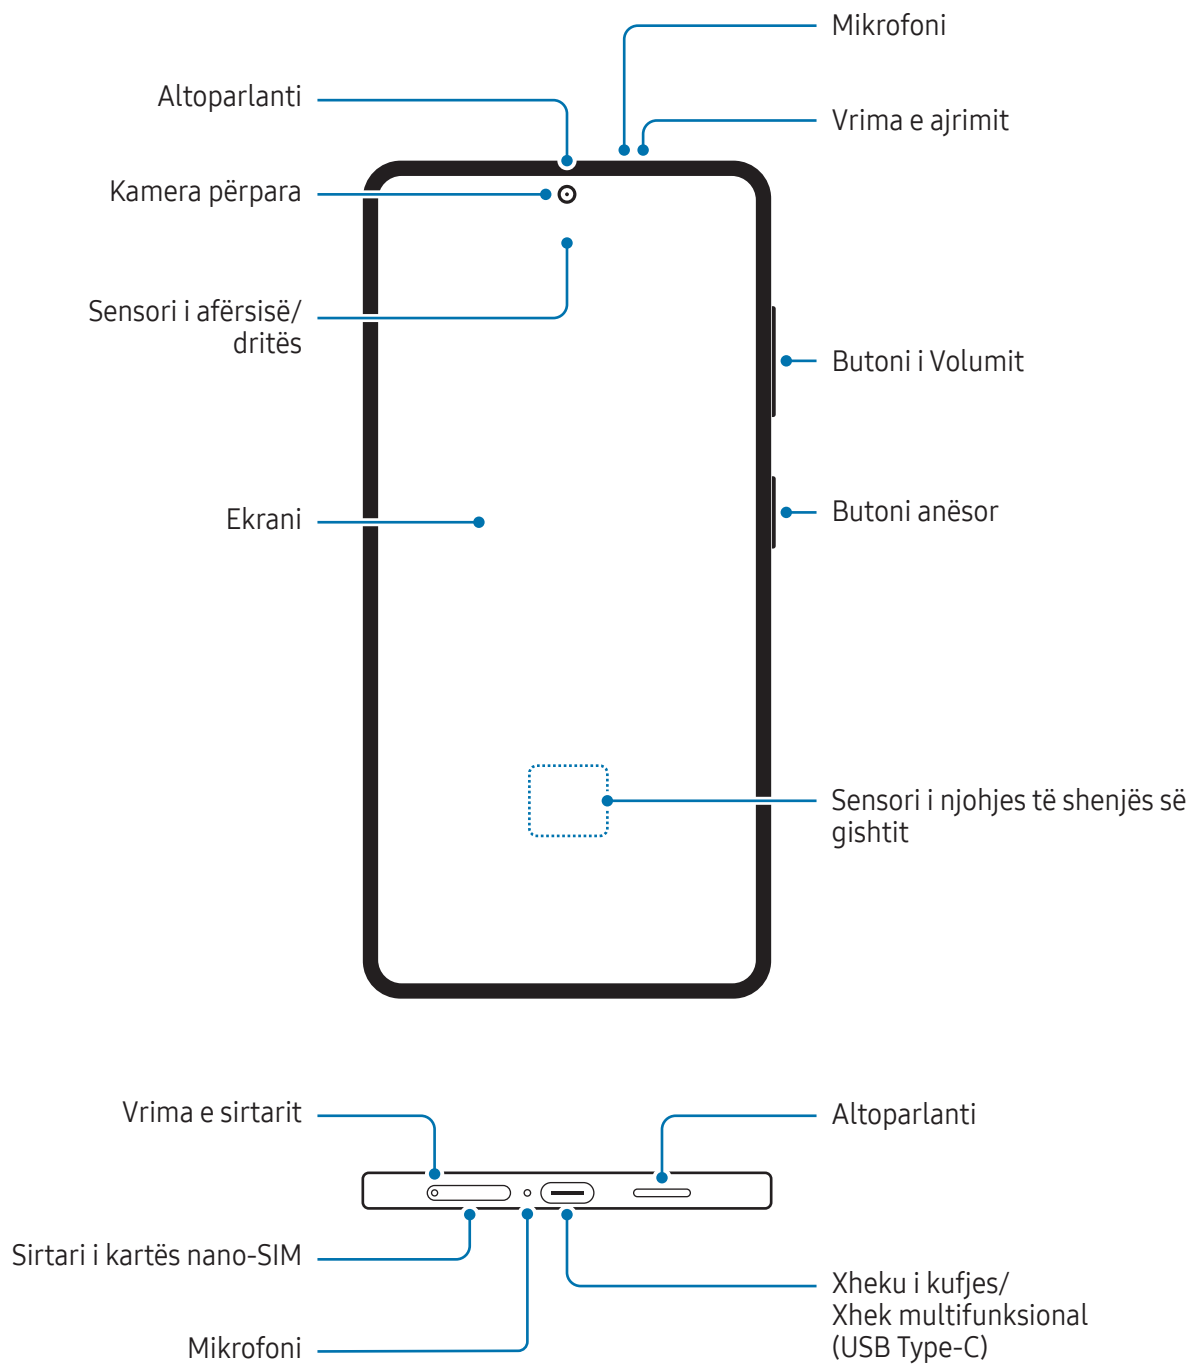 Mikrofoni
Altoparlanti
Vrima e ajrimit
Kamera përpara
Sensori i afërsisë/
dritës
Butoni i Volumit
Ekrani
Butoni anësor
Sensori i njohjes të shenjës së
gishtit
Vrima e sirtarit
Altoparlanti
Sirtari i kartës nano-SIM
Xheku i kufjes/
Xhek multifunksional
(USB Type-C)
Mikrofoni